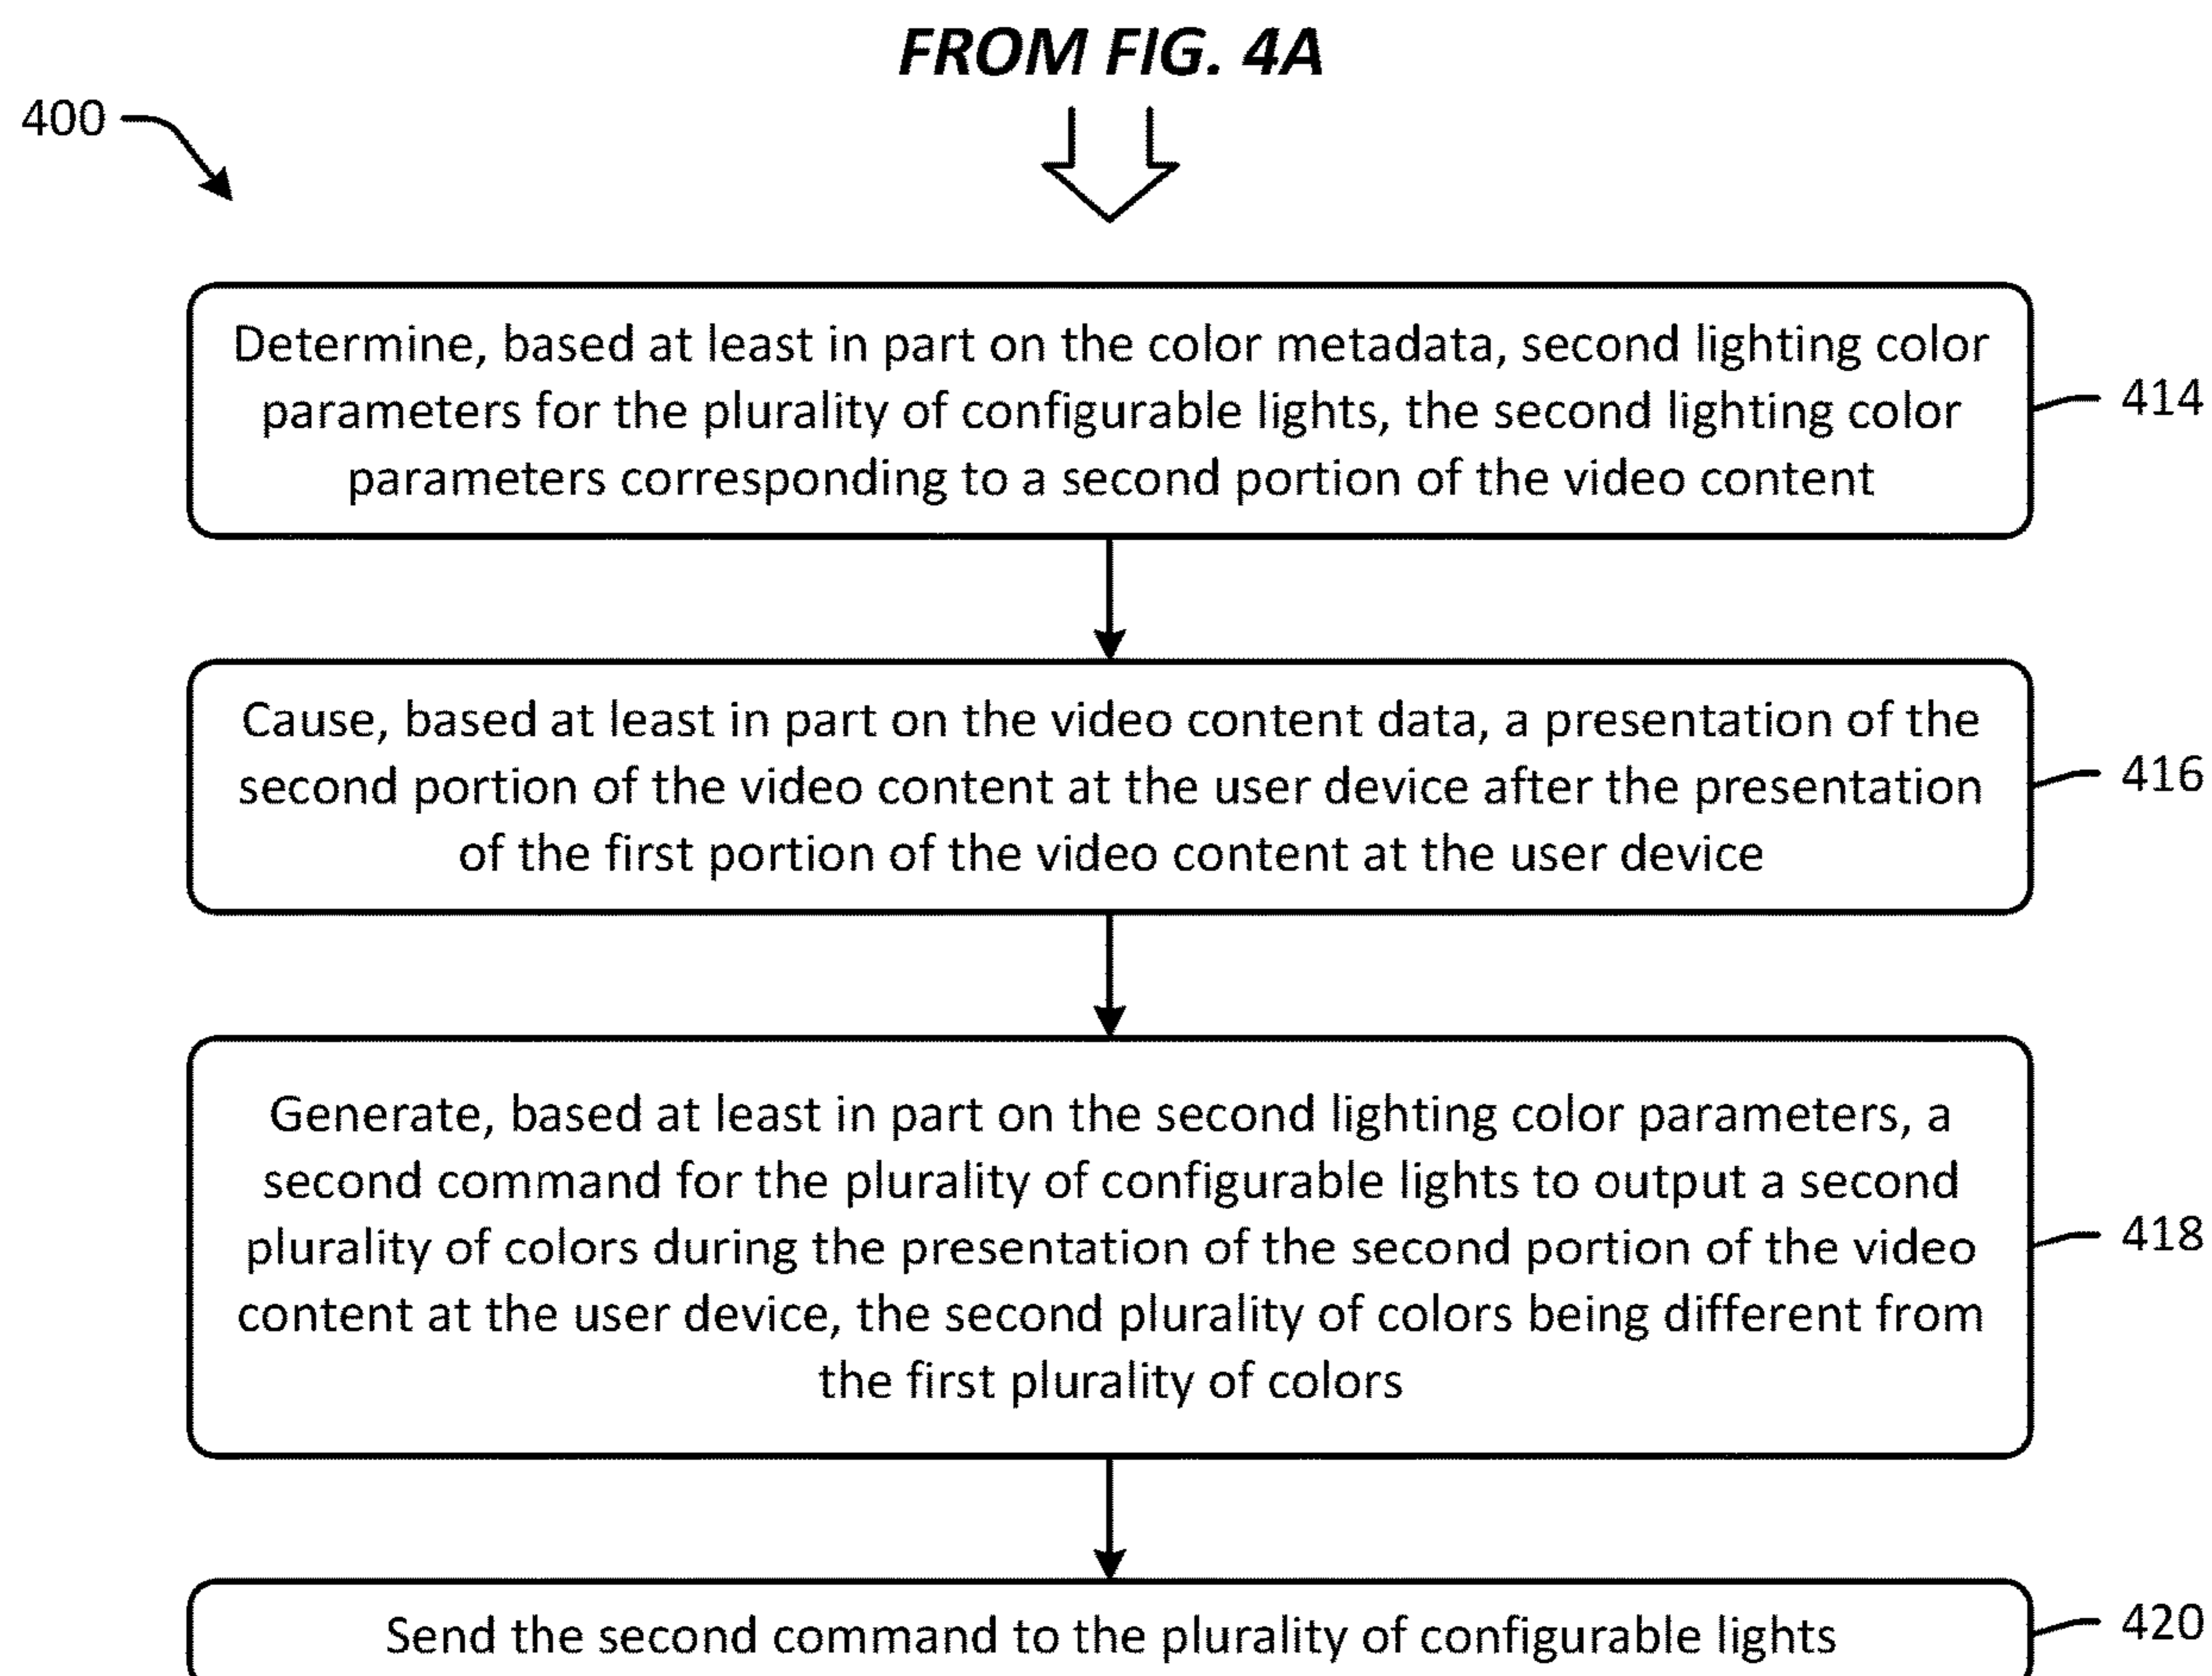 FROM FIG. 4A
400
Determine, based at least in part on the color metadata, second lighting color
parameters for the plurality of configurable lights, the second lighting color
parameters corresponding to a second portion of the video content
414
Cause, based at least in part on the video content data, a presentation of the
second portion of the video content at the user device after the presentation
of the first portion of the video content at the user device
416
Generate, based at least in part on the second lighting color parameters, a
second command for the plurality of configurable lights to output a second
plurality of colors during the presentation of the second portion of the video
content at the user device, the second plurality of colors being different from
the first plurality of colors
418
Send the second command to the plurality of configurable lights
420